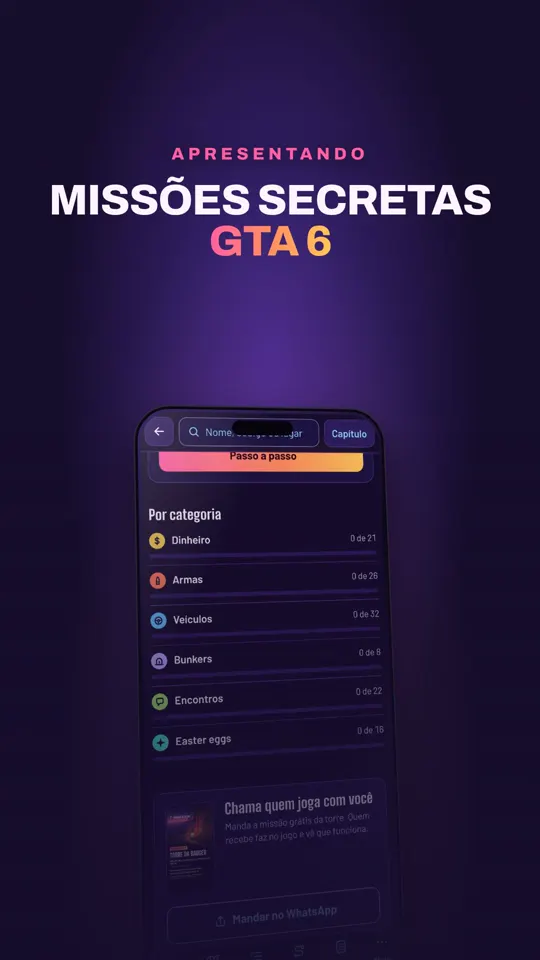 APRESENTANDO
MISSÕES SECRETAS
GTA 6
Capítulo
Passo a passo
Por categoria
Dinheiro 0 de 21
Armas 0 de 26
Veículos 0 de 32
Bunkers 0 de 8
Encontros 0 de 22
Easter eggs 0 de 18
Chama quem joga com você
Manda a missão grátis da torre. Quem
recebe faz no jogo e vê que funciona.
Mandar no WhatsApp